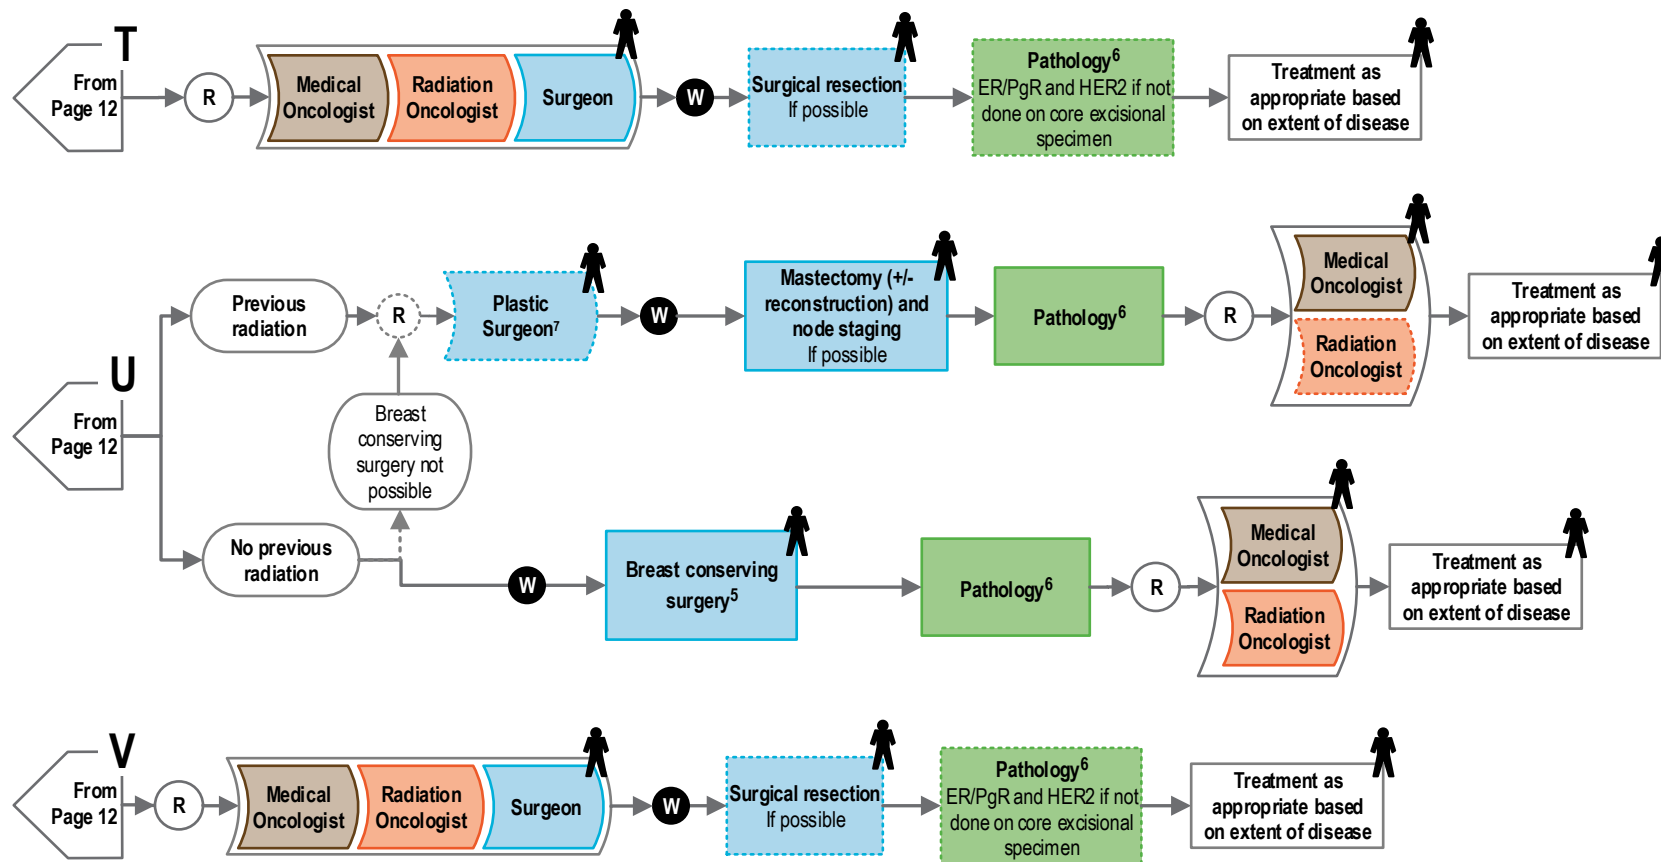 T
From
Page 12
R
Medical
Oncologist
Radiation
Oncologist
Surgeon
W
Surgical resection
If possible
Pathology6
ER/PgR and HER2 if not
done on core excisional
specimen
Treatment as
appropriate based
on extent of disease
U
From
Page 12
Previous
radiation
R
Plastic
Surgeon7
W
Mastectomy (+/-
reconstruction) and
node staging
If possible
Pathology6
R
Medical
Oncologist
Radiation
Oncologist
Treatment as
appropriate based
on extent of disease
Breast
conserving
surgery not
possible
No previous
radiation
W
Breast conserving
surgery5
Pathology6
R
Medical
Oncologist
Radiation
Oncologist
Treatment as
appropriate based
on extent of disease
V
From
Page 12
R
Medical
Oncologist
Radiation
Oncologist
Surgeon
W
Surgical resection
If possible
Pathology6
ER/PgR and HER2 if not
done on core excisional
specimen
Treatment as
appropriate based
on extent of disease